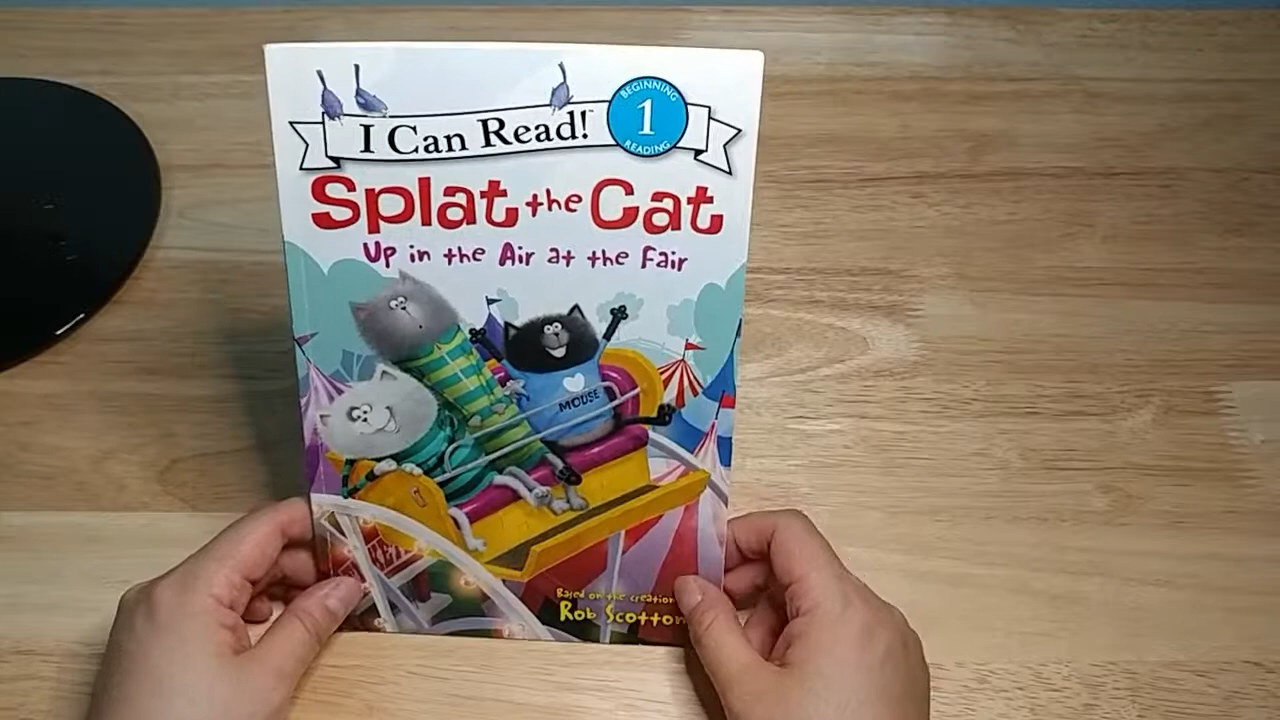 I Can Read!™
BEGINNING
1
READING
Splat the Cat
Up in the Air at the Fair
MOUSE
Based on the creation
Rob Scotton